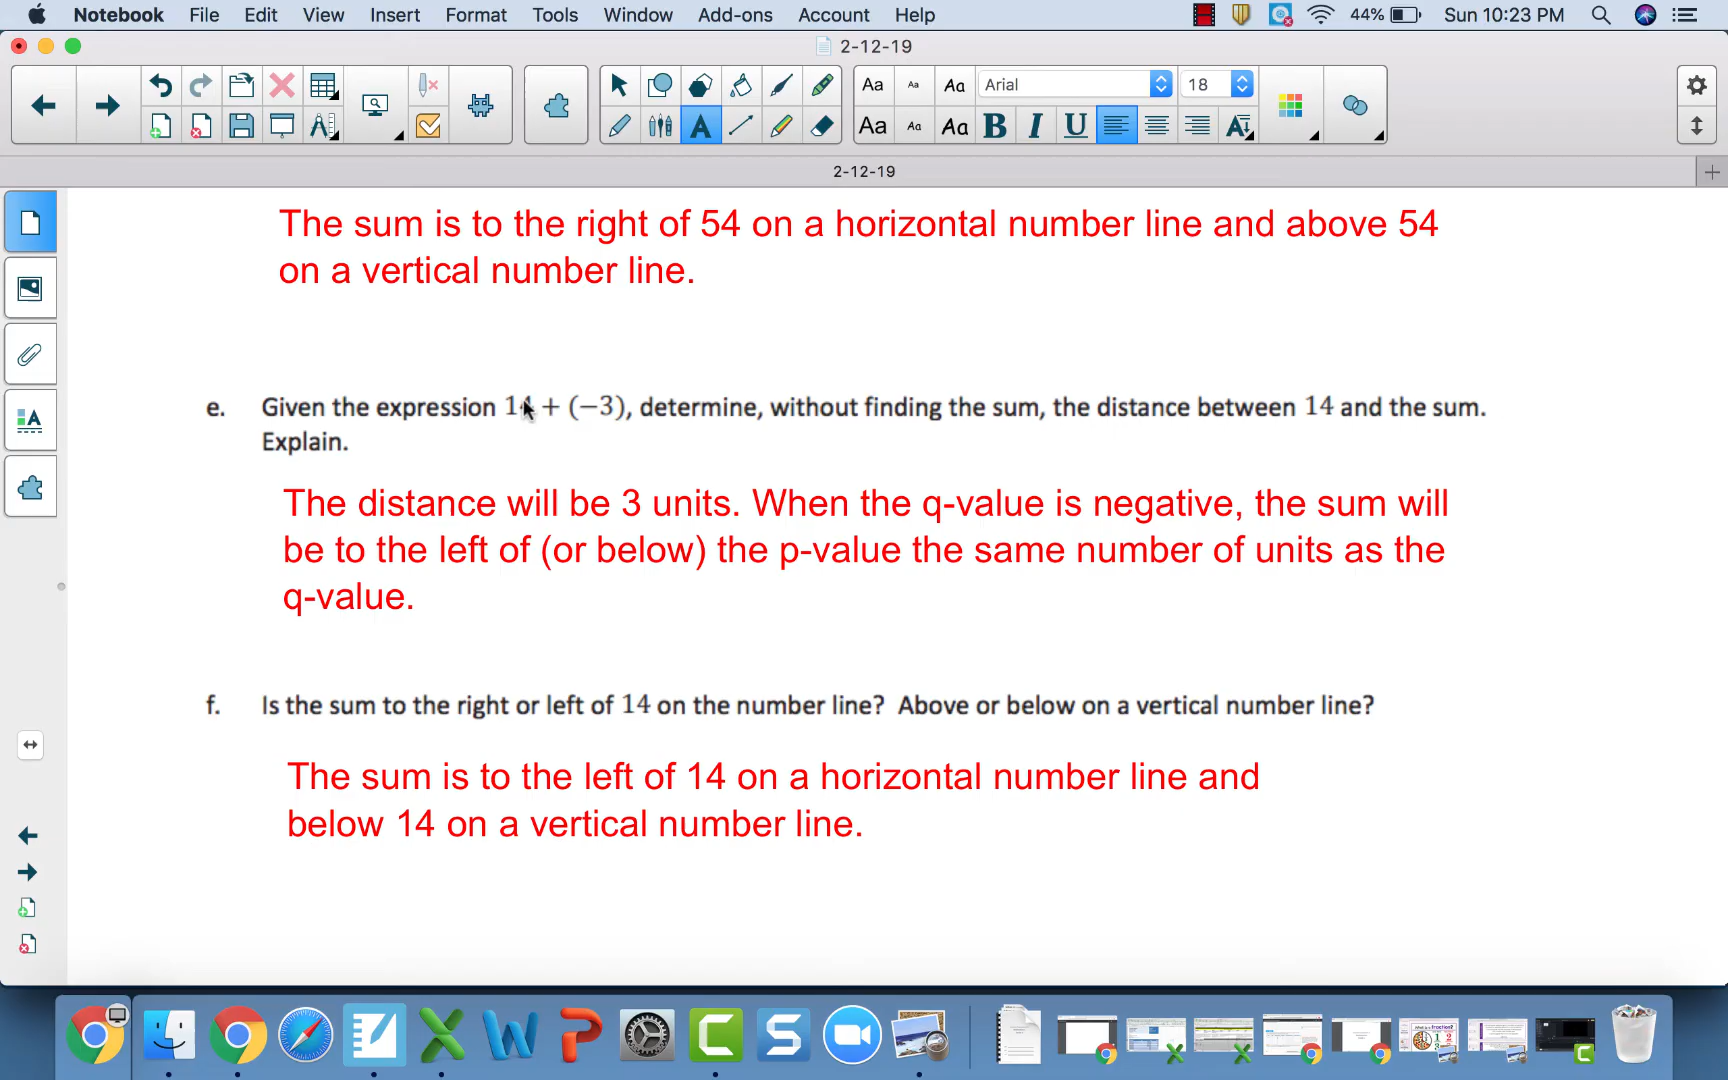 Notebook File Edit View Insert Format Tools Window Add-ons Account Help 44% Sun 10:23 PM
2-12-19
Aa Aa Aa Arial 18
Aa Aa Aa B I U A
2-12-19
The sum is to the right of 54 on a horizontal number line and above 54
on a vertical number line.
e. Given the expression 14 + (−3), determine, without finding the sum, the distance between 14 and the sum.
Explain.
The distance will be 3 units. When the q-value is negative, the sum will
be to the left of (or below) the p-value the same number of units as the
q-value.
f. Is the sum to the right or left of 14 on the number line? Above or below on a vertical number line?
The sum is to the left of 14 on a horizontal number line and
below 14 on a vertical number line.